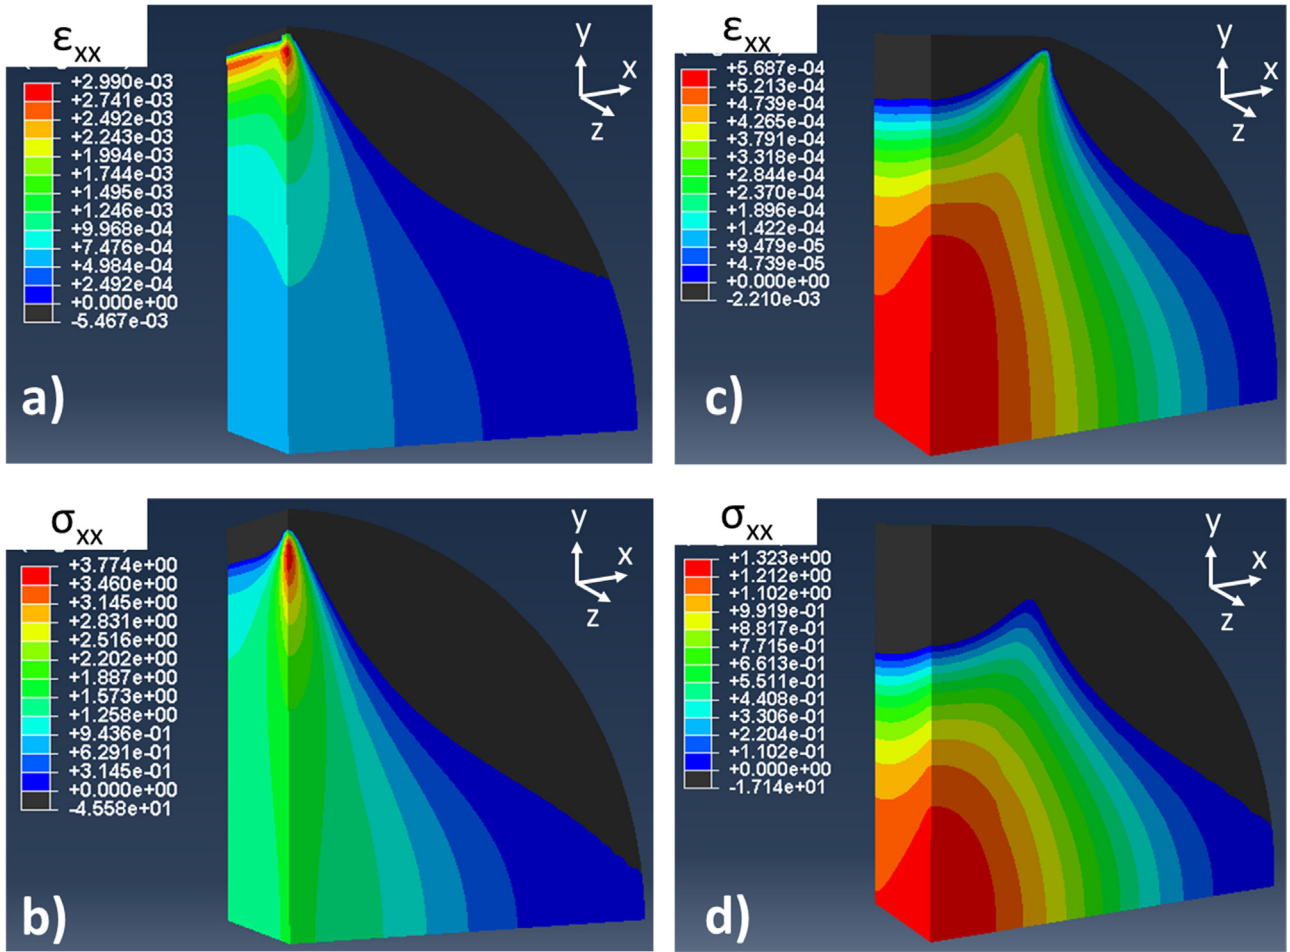 εxx
+2.990e-03
+2.741e-03
+2.492e-03
+2.243e-03
+1.994e-03
+1.744e-03
+1.495e-03
+1.246e-03
+9.968e-04
+7.476e-04
+4.984e-04
+2.492e-04
+0.000e+00
-5.467e-03
y
x
z
a)
εxx
+5.687e-04
+5.213e-04
+4.739e-04
+4.265e-04
+3.791e-04
+3.318e-04
+2.844e-04
+2.370e-04
+1.896e-04
+1.422e-04
+9.479e-05
+4.739e-05
+0.000e+00
-2.210e-03
y
x
z
c)
σxx
+3.774e+00
+3.460e+00
+3.145e+00
+2.831e+00
+2.516e+00
+2.202e+00
+1.887e+00
+1.573e+00
+1.258e+00
+9.436e-01
+6.291e-01
+3.145e-01
+0.000e+00
-4.558e+01
y
x
z
b)
σxx
+1.323e+00
+1.212e+00
+1.102e+00
+9.919e-01
+8.817e-01
+7.715e-01
+6.613e-01
+5.511e-01
+4.408e-01
+3.306e-01
+2.204e-01
+1.102e-01
+0.000e+00
-1.714e+01
y
x
z
d)